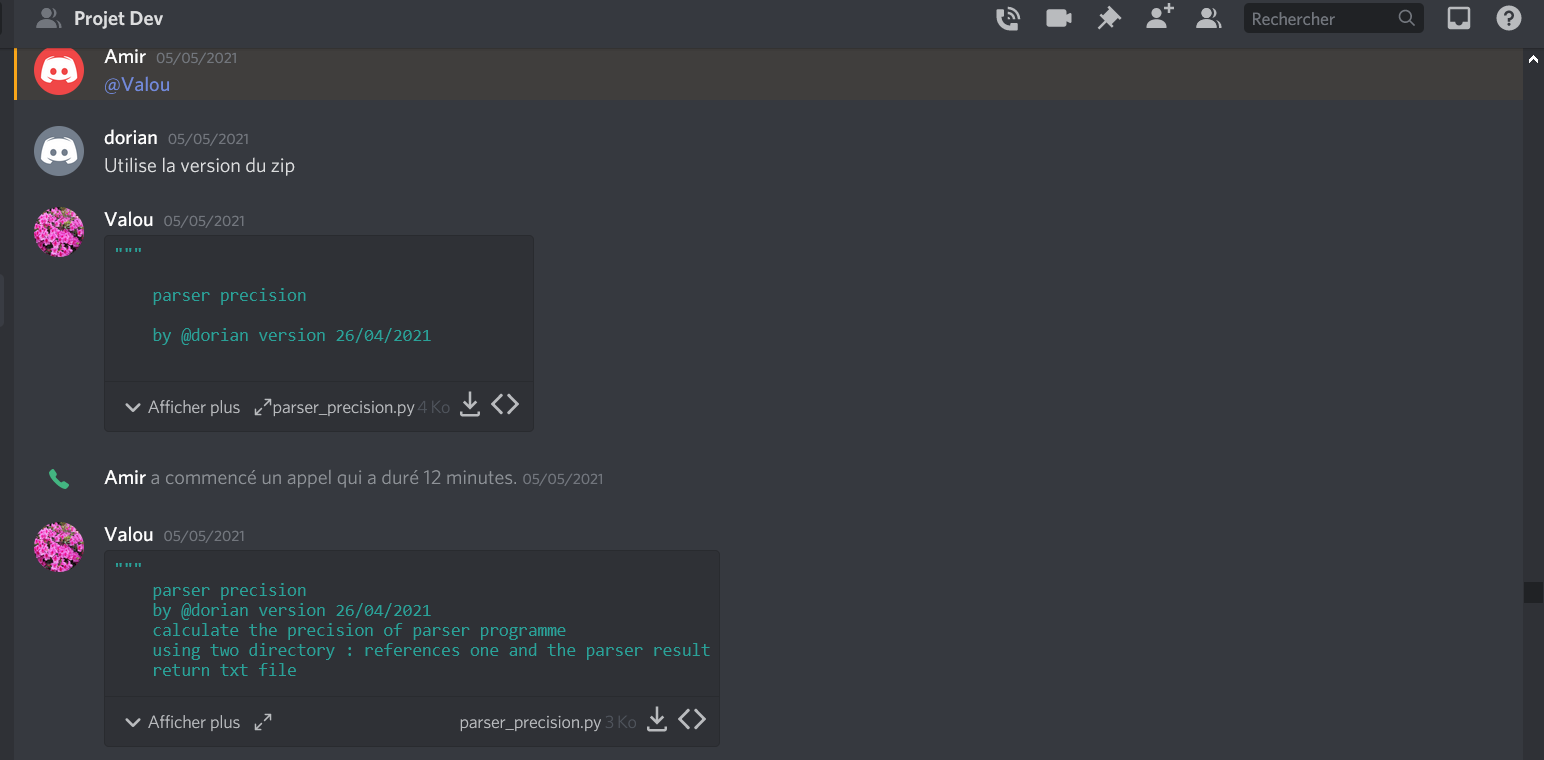 Projet Dev
Rechercher
Amir 05/05/2021
@Valou
dorian 05/05/2021
Utilise la version du zip
Valou 05/05/2021
"""
parser precision
by @dorian version 26/04/2021
Afficher plus parser_precision.py 4 Ko
Amir a commencé un appel qui a duré 12 minutes. 05/05/2021
Valou 05/05/2021
"""
parser precision
by @dorian version 26/04/2021
calculate the precision of parser programme
using two directory : references one and the parser result
return txt file
Afficher plus parser_precision.py 3 Ko